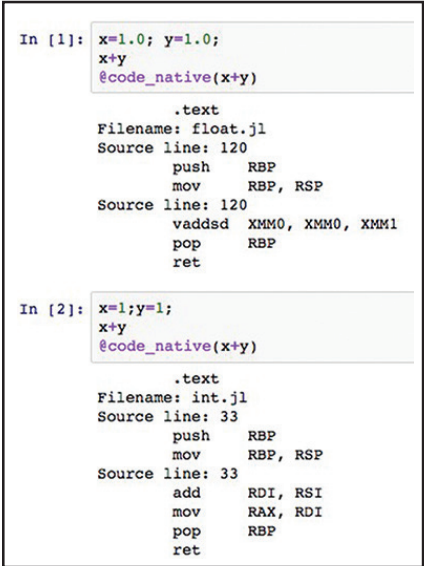 In [1]: x=1.0; y=1.0;
x+y
@code_native(x+y)
.text
Filename: float.jl
Source line: 120
push RBP
mov RBP, RSP
Source line: 120
vaddsd XMM0, XMM0, XMM1
pop RBP
ret
In [2]: x=1;y=1;
x+y
@code_native(x+y)
.text
Filename: int.jl
Source line: 33
push RBP
mov RBP, RSP
Source line: 33
add RDI, RSI
mov RAX, RDI
pop RBP
ret